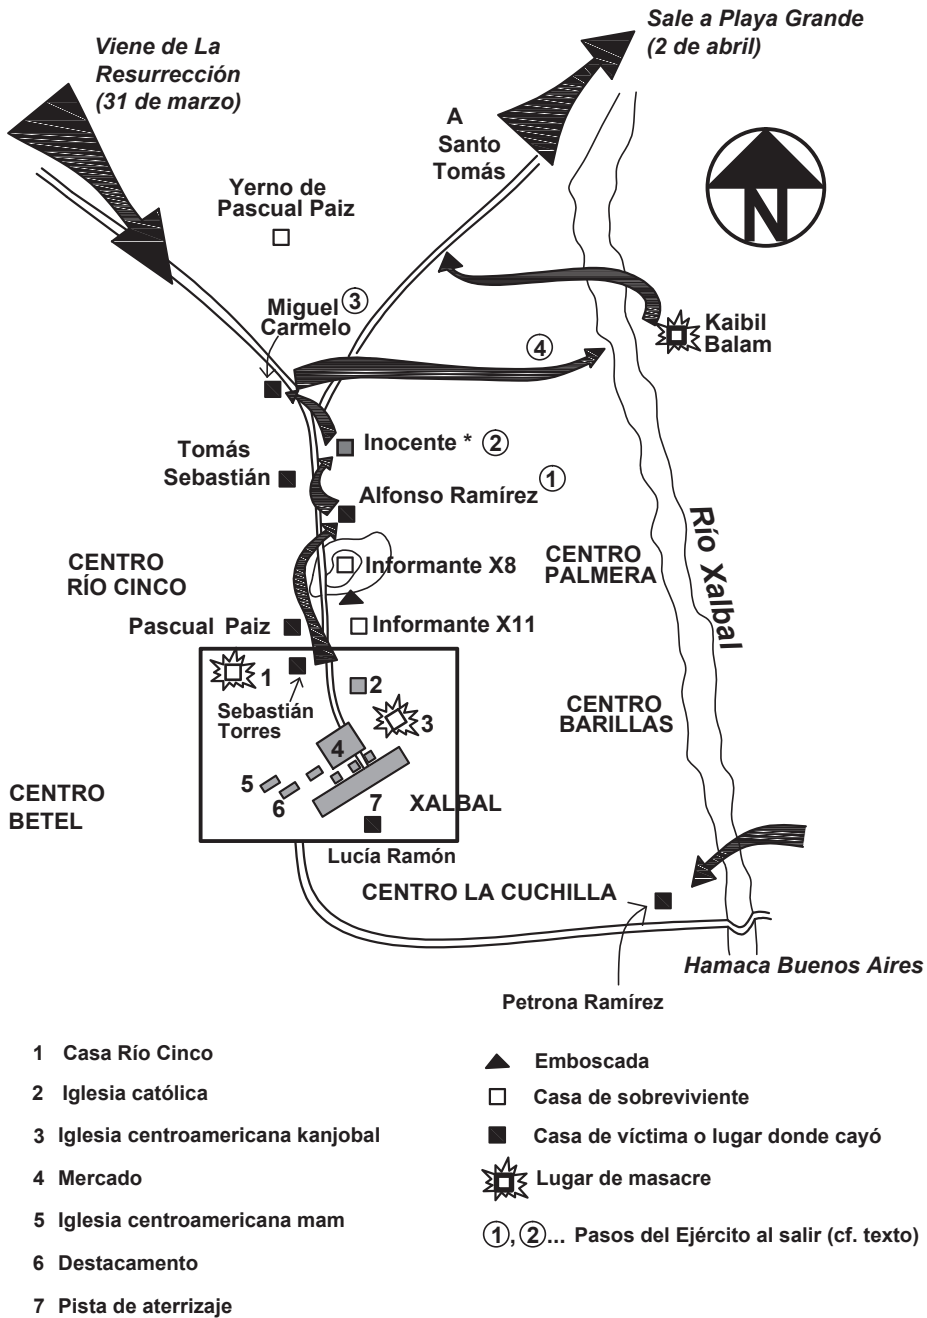 Viene de La
Resurrección
(31 de marzo)
Sale a Playa Grande
(2 de abril)
A
Santo
Tomás
Yerno de
Pascual Paiz
N
Miguel ③
Carmelo
Kaibil
Balam
④
Inocente * ②
Tomás
Sebastián
Alfonso Ramírez ①
Río Xalbal
CENTRO
RÍO CINCO
Informante X8
CENTRO
PALMERA
Pascual Paiz
Informante X11
1
Sebastián
Torres
2
3
CENTRO
BARILLAS
4
5
6
7
XALBAL
CENTRO
BETEL
Lucía Ramón
CENTRO LA CUCHILLA
Hamaca Buenos Aires
Petrona Ramírez
1 Casa Río Cinco
2 Iglesia católica
3 Iglesia centroamericana kanjobal
4 Mercado
5 Iglesia centroamericana mam
6 Destacamento
7 Pista de aterrizaje
Emboscada
Casa de sobreviviente
Casa de víctima o lugar donde cayó
Lugar de masacre
①, ②... Pasos del Ejército al salir (cf. texto)